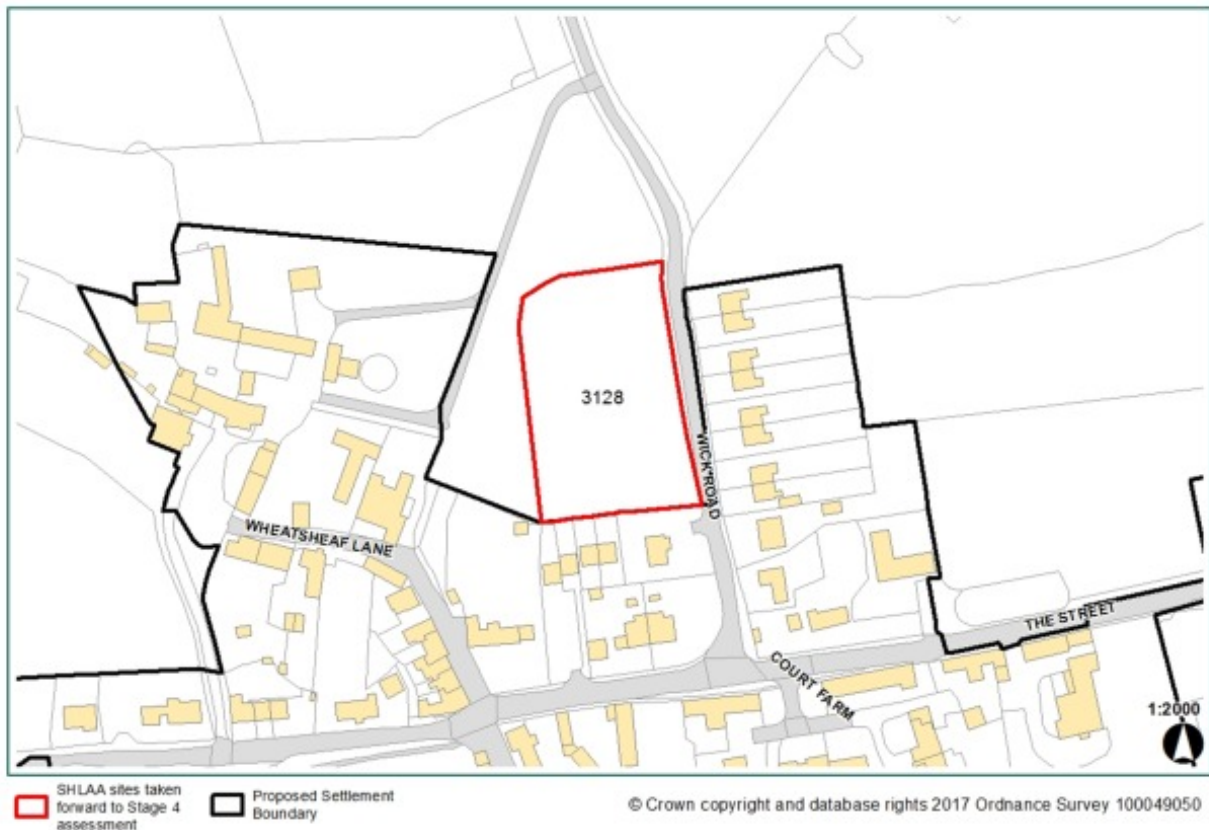 3128
WICK ROAD
WHEATSHEAF LANE
THE STREET
COURT FARM
1:2000
SHLAA sites taken
forward to Stage 4
assessment
Proposed Settlement
Boundary
© Crown copyright and database rights 2017 Ordnance Survey 100049050